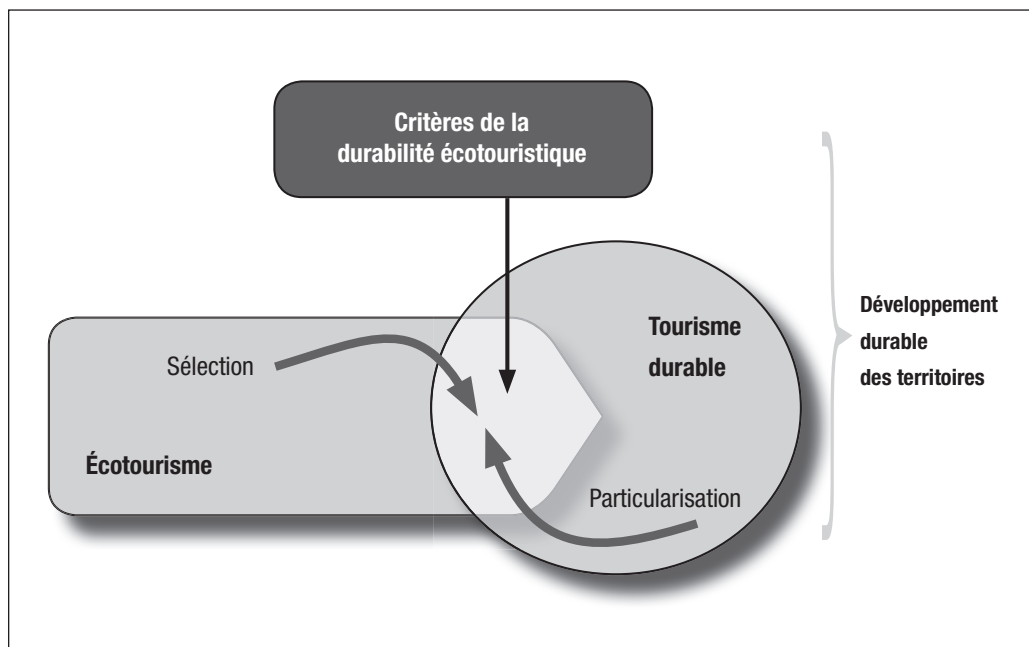 Critères de la
durabilité écotouristique
Tourisme
durable
Développement
durable
des territoires
Sélection
Écotourisme
Particularisation